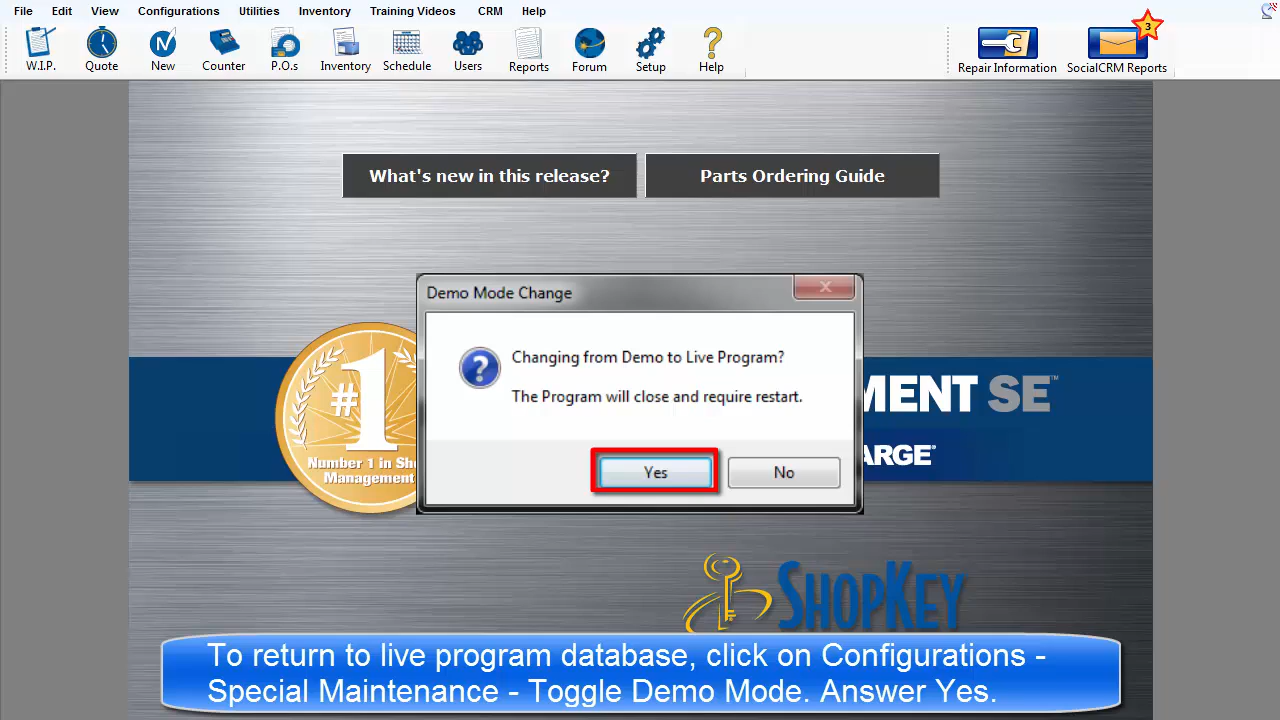 File Edit View Configurations Utilities Inventory Training Videos CRM Help
W.I.P. Quote New Counter P.O.s Inventory Schedule Users Reports Forum Setup Help Repair Information SocialCRM Reports
3
What's new in this release? Parts Ordering Guide
Demo Mode Change
Changing from Demo to Live Program?
The Program will close and require restart.
Yes No
#1
Number 1 in Sh
Management
MENT SE™
ARGE®
SHOPKEY
To return to live program database, click on Configurations -
Special Maintenance - Toggle Demo Mode. Answer Yes.